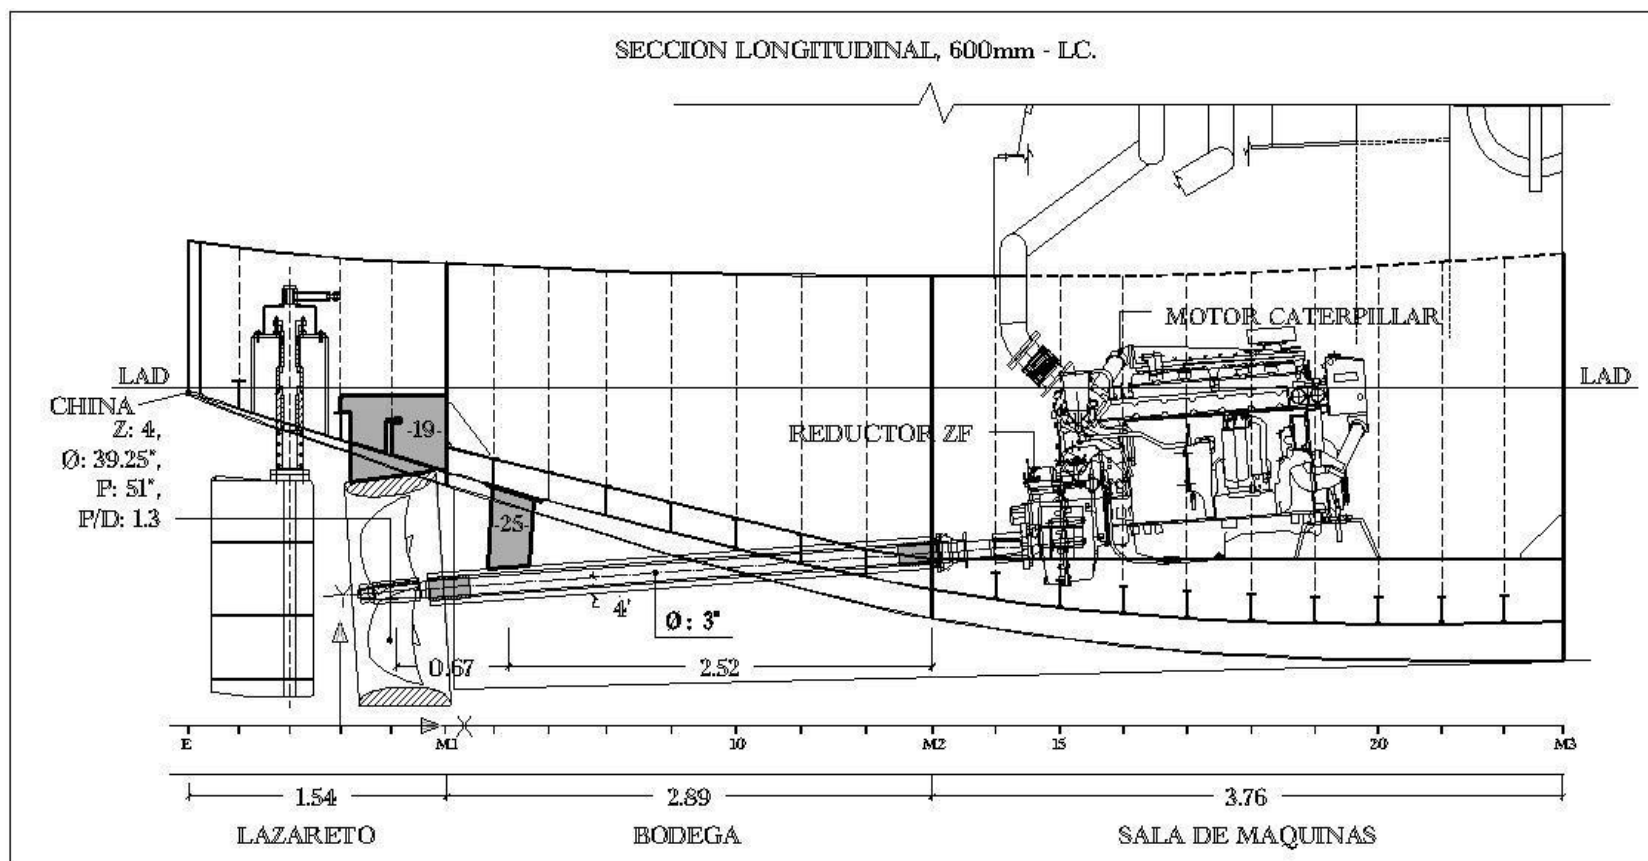 SECCION LONGITUDINAL, 600mm - LC.
MOTOR CATERPILLAR
LAD
LAD
CHINA
Z: 4,
Ø: 39.25",
P: 51",
P/D: 1.3
-19-
REDUCTOR ZF
-25-
4'
Ø: 3"
0.67
2.52
E
M1
10
M2
15
20
M3
1.54
2.89
3.76
LAZARETO
BODEGA
SALA DE MAQUINAS